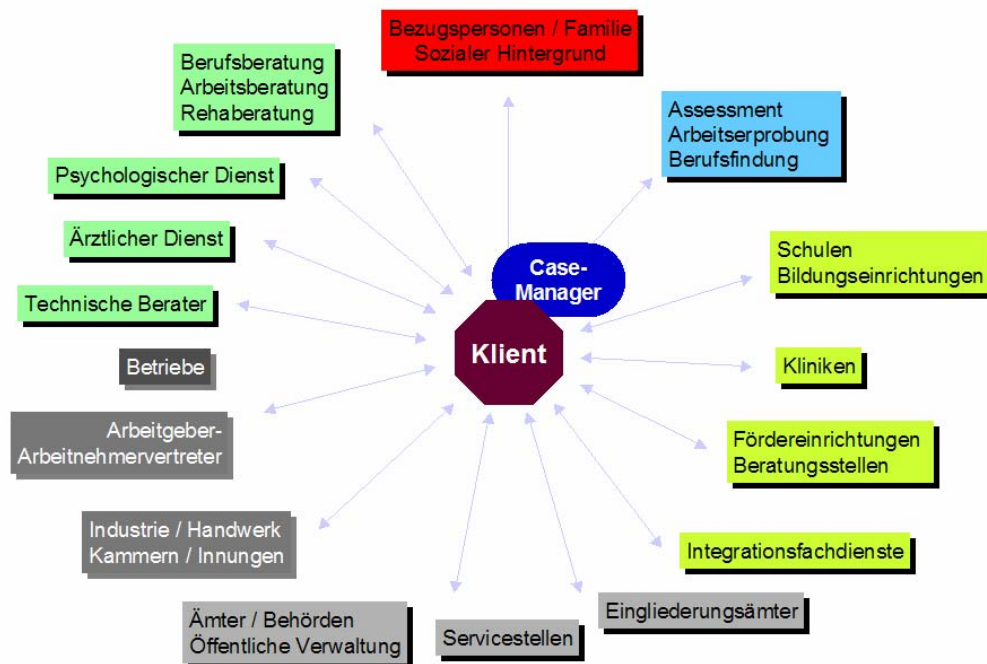 Bezugspersonen / Familie
Sozialer Hintergrund
Berufsberatung
Arbeitsberatung
Rehaberatung
Assessment
Arbeitserprobung
Berufsfindung
Psychologischer Dienst
Ärztlicher Dienst
Technische Berater
Case-
Manager
Klient
Schulen
Bildungseinrichtungen
Betriebe
Kliniken
Arbeitgeber-
Arbeitnehmervertreter
Fördereinrichtungen
Beratungsstellen
Industrie / Handwerk
Kammern / Innungen
Integrationsfachdienste
Ämter / Behörden
Öffentliche Verwaltung
Servicestellen
Eingliederungsämter